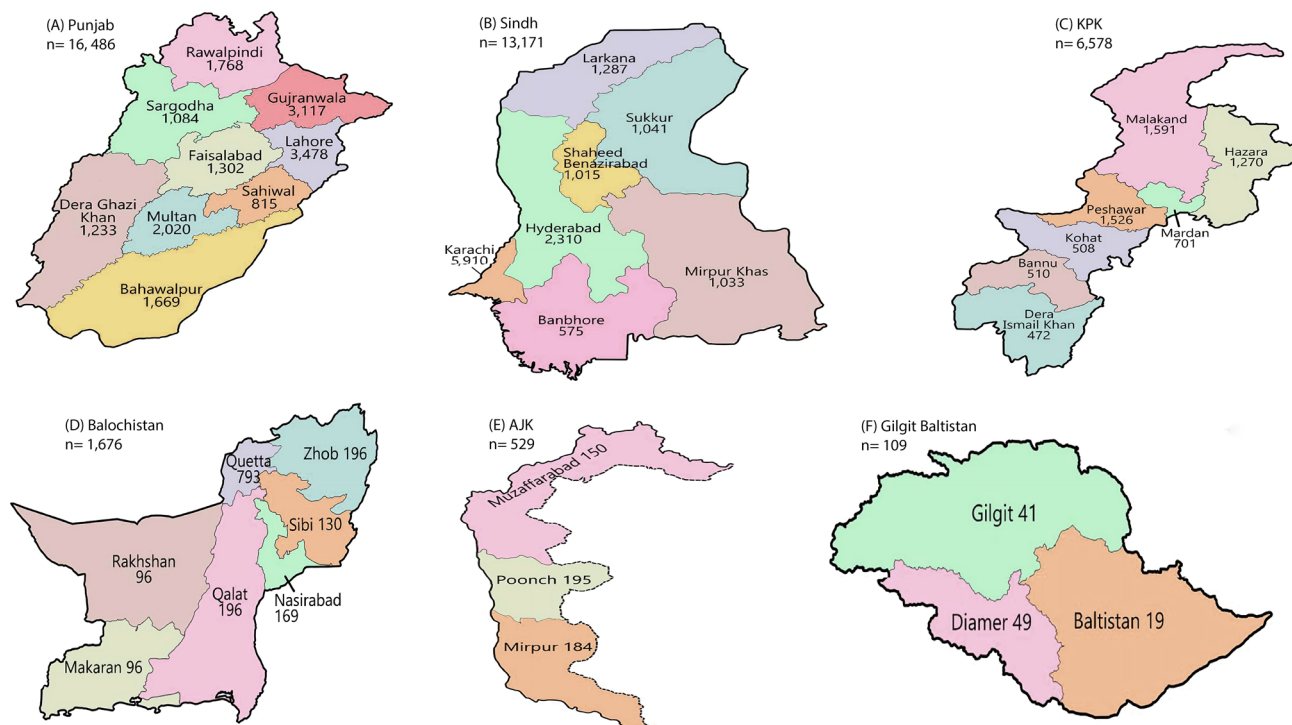 (A) Punjab
n= 16, 486
Rawalpindi
1,768
Gujranwala
3,117
Sargodha
1,084
Lahore
3,478
Faisalabad
1,302
Sahiwal
815
Dera Ghazi
Khan
1,233
Multan
2,020
Bahawalpur
1,669
(B) Sindh
n= 13,171
Larkana
1,287
Sukkur
1,041
Shaheed
Benazirabad
1,015
Hyderabad
2,310
Karachi
5,910
Mirpur Khas
1,033
Banbhore
575
(C) KPK
n= 6,578
Malakand
1,591
Hazara
1,270
Peshawar
1,526
Mardan
701
Kohat
508
Bannu
510
Dera
Ismail Khan
472
(D) Balochistan
n= 1,676
Zhob 196
Quetta
793
Sibi 130
Rakhshan
96
Qalat
196
Nasirabad
169
Makaran 96
(E) AJK
n= 529
Muzaffarabad 150
Poonch 195
Mirpur 184
(F) Gilgit Baltistan
n= 109
Gilgit 41
Diamer 49
Baltistan 19